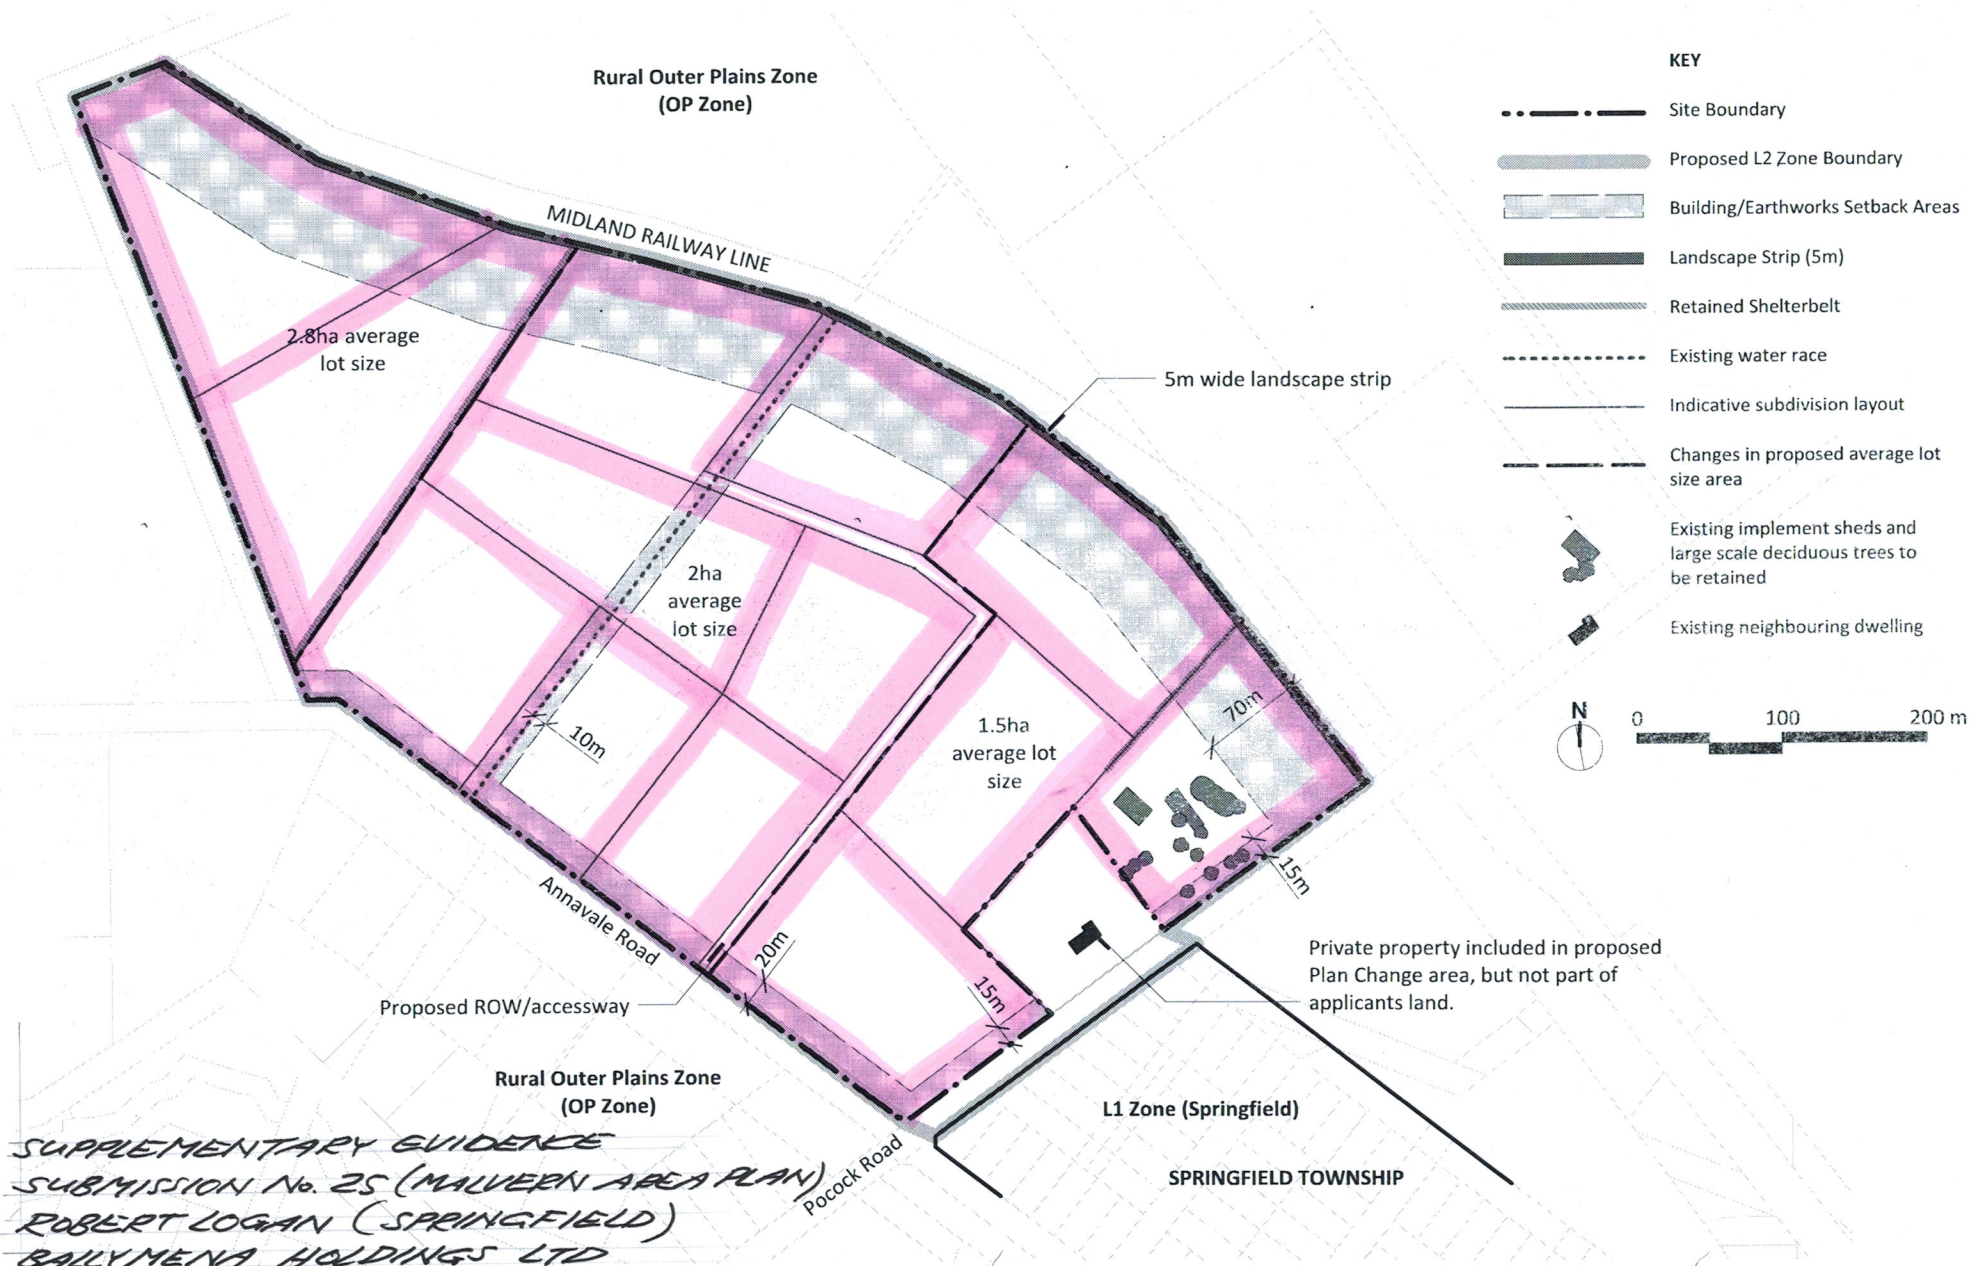 Rural Outer Plains Zone
(OP Zone)
MIDLAND RAILWAY LINE
2.8ha average
lot size
5m wide landscape strip
2ha
average
lot size
10m
1.5ha
average lot
size
70m
15m
20m
15m
Annavale Road
Proposed ROW/accessway
Private property included in proposed
Plan Change area, but not part of
applicants land.
Rural Outer Plains Zone
(OP Zone)
L1 Zone (Springfield)
SPRINGFIELD TOWNSHIP
Pocock Road
KEY
Site Boundary
Proposed L2 Zone Boundary
Building/Earthworks Setback Areas
Landscape Strip (5m)
Retained Shelterbelt
Existing water race
Indicative subdivision layout
Changes in proposed average lot
size area
Existing implement sheds and
large scale deciduous trees to
be retained
Existing neighbouring dwelling
N
0 100 200 m
SUPPLEMENTARY EVIDENCE
SUBMISSION No. 25 (MALVERN AREA PLAN)
ROBERT LOGAN (SPRINGFIELD)
BALLYMENA HOLDINGS LTD